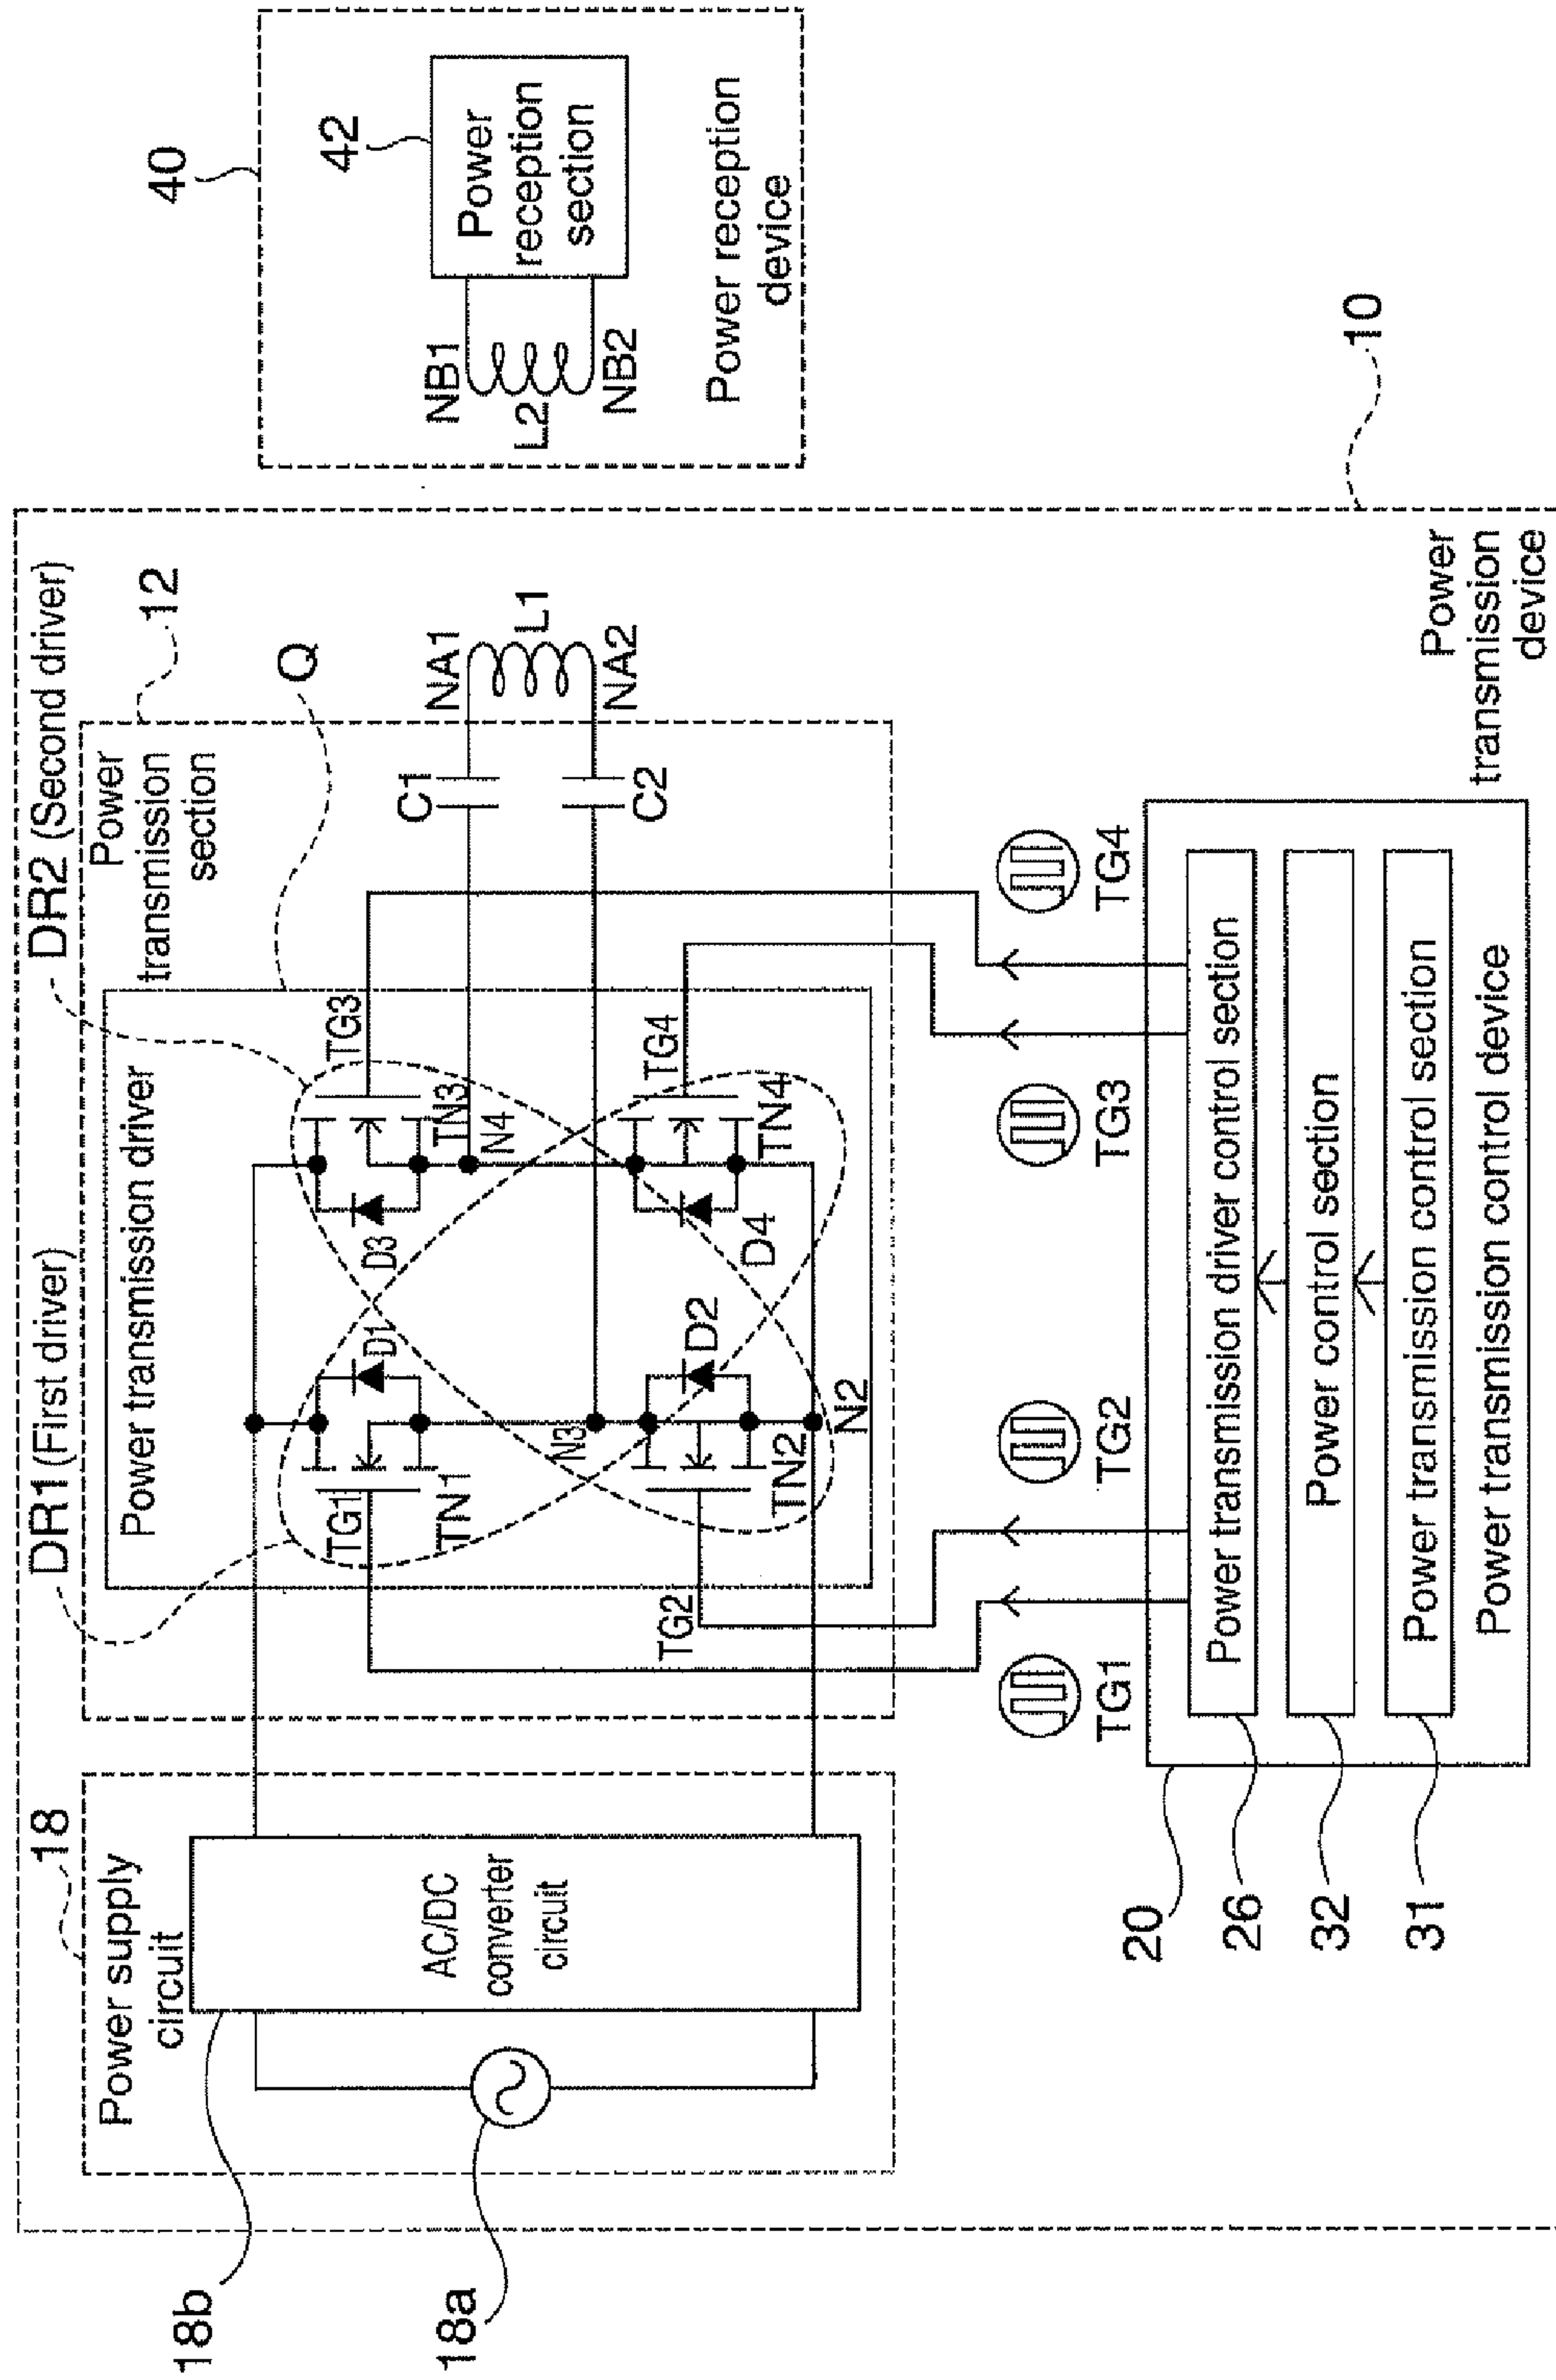 DR1(First driver)
DR2 (Second driver)
18
12
Q
40
42
10
Power supply
circuit
Power
transmission
section
Power transmission driver
18b
18a
AC/DC
converter
circuit
TG1
TN1
D1
D3
TG3
TN3
N4
N3
TG2
TN2
D2
D4
TG4
TN4
N2
C1
C2
NA1
L1
NA2
NB1
L2
NB2
Power
reception
section
Power reception
device
TG1
TG2
TG3
TG4
20
26
32
31
Power transmission driver control section
Power control section
Power transmission control section
Power transmission control device
Power
transmission
device